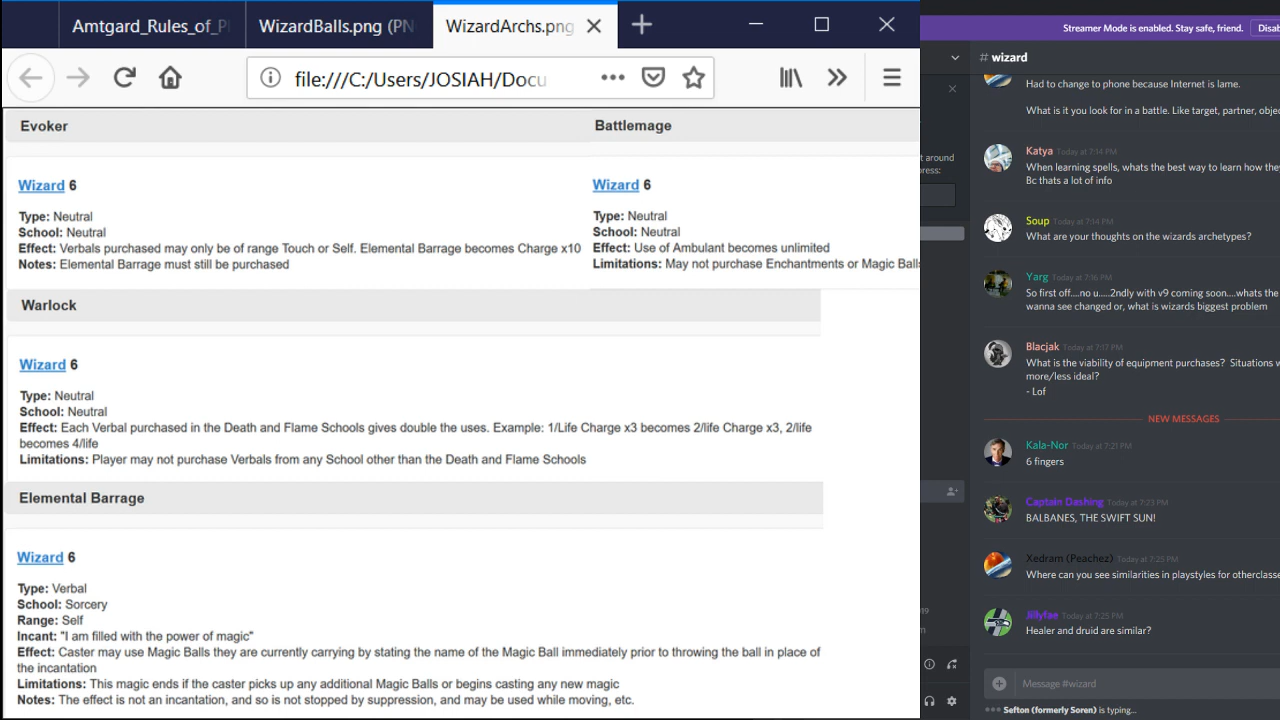 Amtgard_Rules_of_P
WizardBalls.png (PN
WizardArchs.png
file:///C:/Users/JOSIAH/Docu
Evoker
Wizard 6
Type: Neutral
School: Neutral
Effect: Verbals purchased may only be of range Touch or Self. Elemental Barrage becomes Charge x10
Notes: Elemental Barrage must still be purchased
Battlemage
Wizard 6
Type: Neutral
School: Neutral
Effect: Use of Ambulant becomes unlimited
Limitations: May not purchase Enchantments or Magic Balls
Warlock
Wizard 6
Type: Neutral
School: Neutral
Effect: Each Verbal purchased in the Death and Flame Schools gives double the uses. Example: 1/Life Charge x3 becomes 2/life Charge x3, 2/life
becomes 4/life
Limitations: Player may not purchase Verbals from any School other than the Death and Flame Schools
Elemental Barrage
Wizard 6
Type: Verbal
School: Sorcery
Range: Self
Incant: "I am filled with the power of magic"
Effect: Caster may use Magic Balls they are currently carrying by stating the name of the Magic Ball immediately prior to throwing the ball in place of
the incantation
Limitations: This magic ends if the caster picks up any additional Magic Balls or begins casting any new magic
Notes: The effect is not an incantation, and so is not stopped by suppression, and may be used while moving, etc.
Streamer Mode is enabled. Stay safe, friend.
Disab
# wizard
around
press:
Had to change to phone because Internet is lame.
What is it you look for in a battle. Like target, partner, obje
Katya Today at 7:14 PM
When learning spells, whats the best way to learn how the
Bc thats a lot of info
Soup Today at 7:14 PM
What are your thoughts on the wizards archetypes?
Yarg Today at 7:16 PM
So first off....no u.....2ndly with v9 coming soon....whats the
wanna see changed or, what is wizards biggest problem
Blacjak Today at 7:17 PM
What is the viability of equipment purchases? Situations w
more/less ideal?
- Lof
NEW MESSAGES
Kala-Nor Today at 7:21 PM
6 fingers
Captain Dashing Today at 7:23 PM
BALBANES, THE SWIFT SUN!
Xedram (Peachez) Today at 7:25 PM
Where can you see similarities in playstyles for otherclasse
Jillyfae Today at 7:25 PM
Healer and druid are similar?
Message #wizard
Sefton (formerly Soren) is typing...